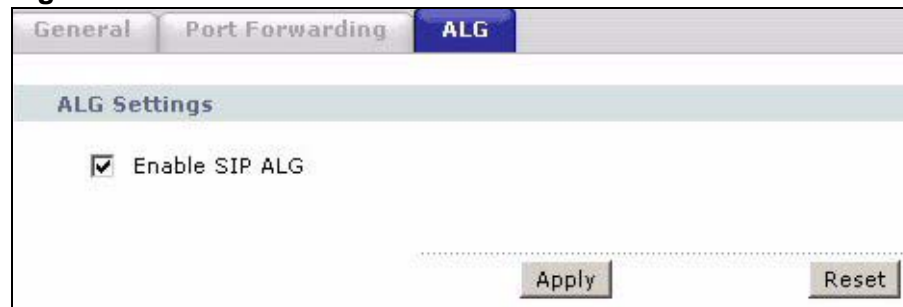 General Port Forwarding ALG
ALG Settings
Enable SIP ALG
Apply Reset